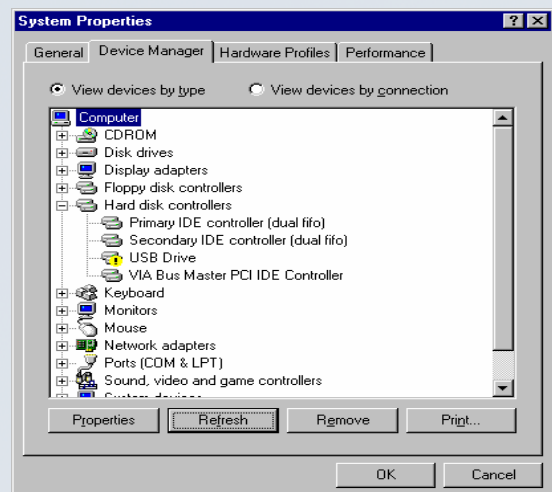 System Properties
General Device Manager Hardware Profiles Performance
View devices by type View devices by connection
Computer
CDROM
Disk drives
Display adapters
Floppy disk controllers
Hard disk controllers
Primary IDE controller (dual fifo)
Secondary IDE controller (dual fifo)
USB Drive
VIA Bus Master PCI IDE Controller
Keyboard
Monitors
Mouse
Network adapters
Ports (COM & LPT)
Sound, video and game controllers
System devices
Properties Refresh Remove Print...
OK Cancel